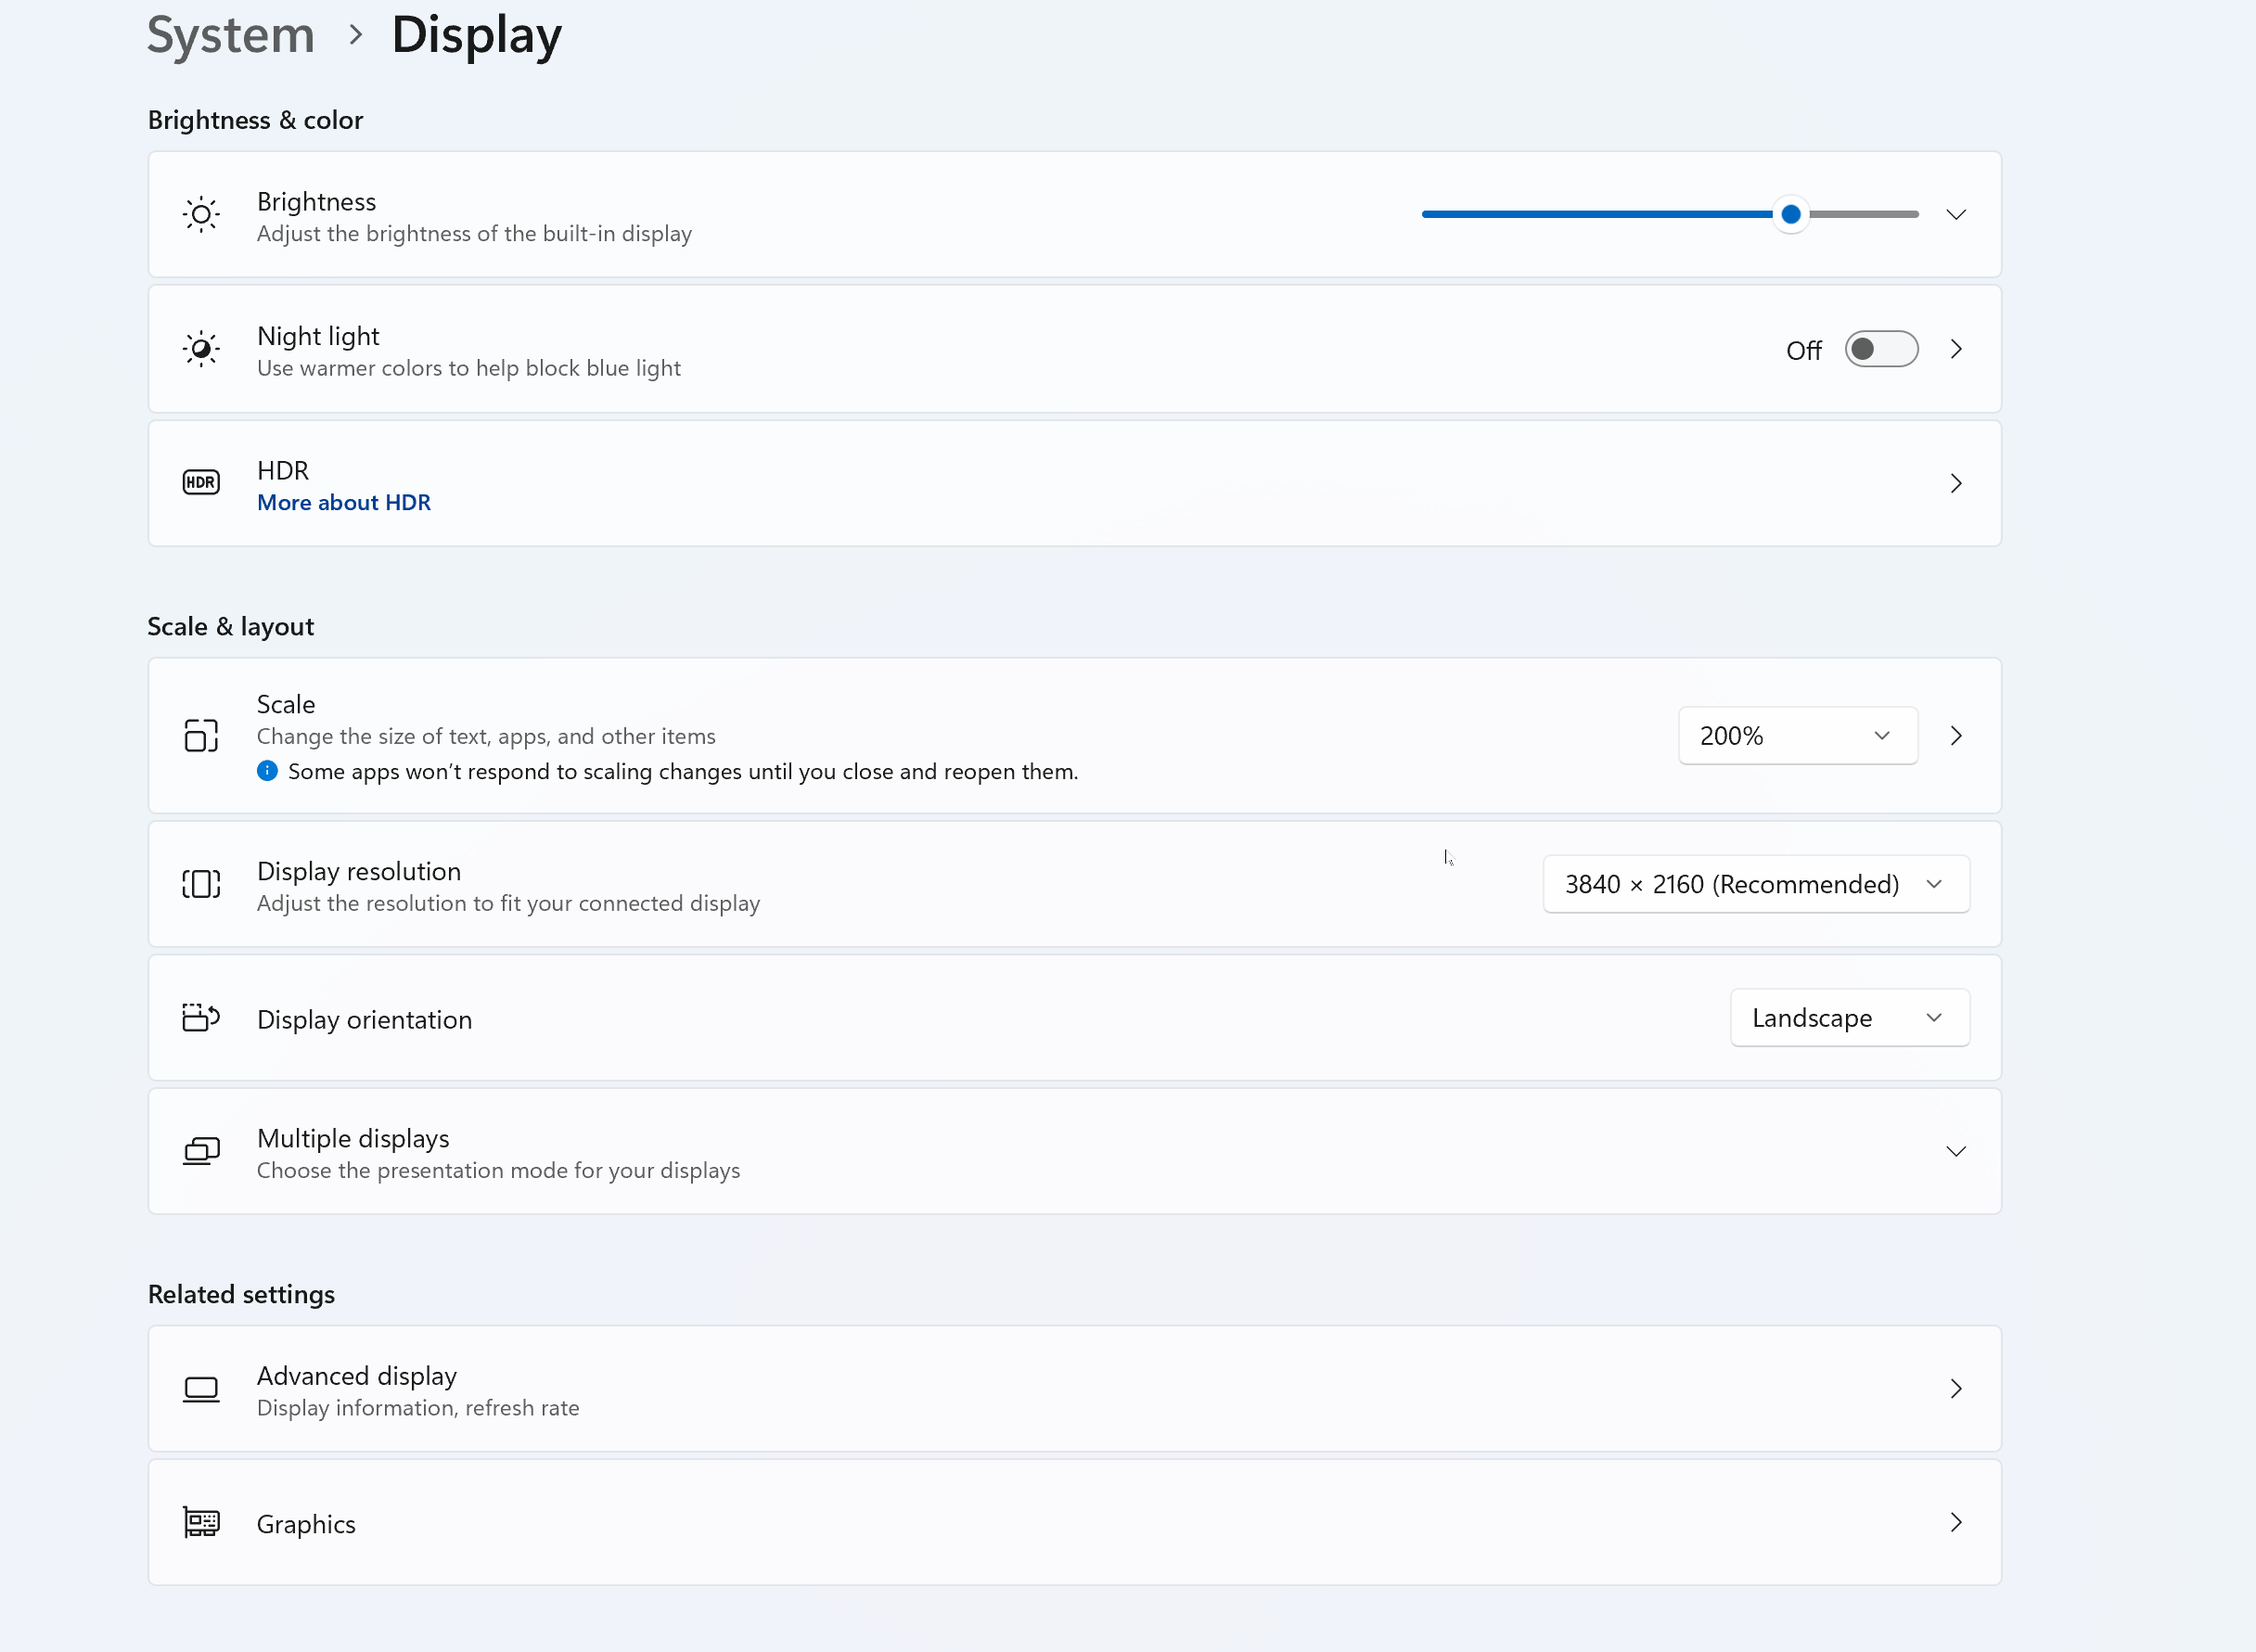 System > Display
Brightness & color
Brightness
Adjust the brightness of the built-in display
Night light
Use warmer colors to help block blue light
Off
HDR
HDR
More about HDR
Scale & layout
Scale
Change the size of text, apps, and other items
Some apps won’t respond to scaling changes until you close and reopen them.
200%
Display resolution
Adjust the resolution to fit your connected display
3840 × 2160 (Recommended)
Display orientation
Landscape
Multiple displays
Choose the presentation mode for your displays
Related settings
Advanced display
Display information, refresh rate
Graphics